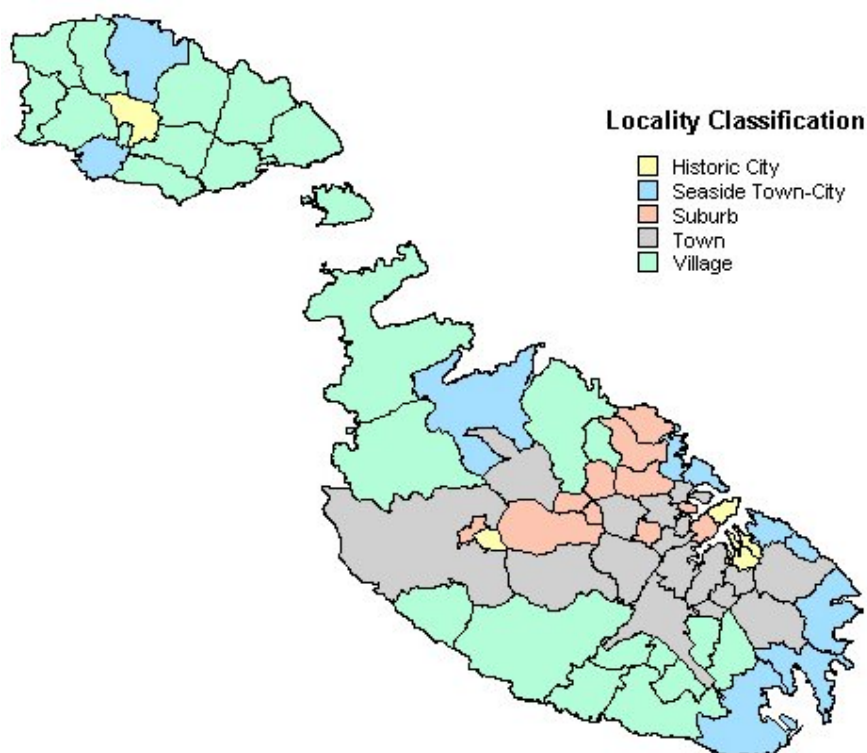 Locality Classification
Historic City
Seaside Town-City
Suburb
Town
Village